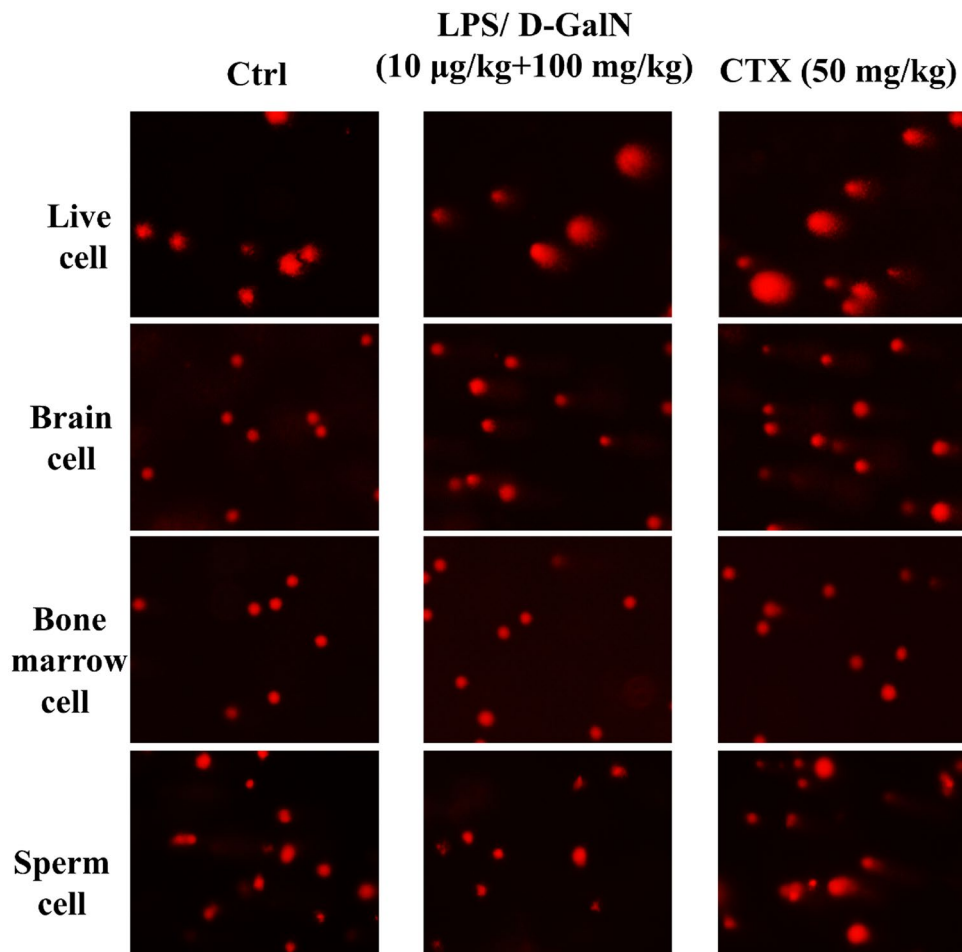 LPS/ D-GalN
Ctrl
(10 μg/kg+100 mg/kg)
CTX (50 mg/kg)
Live
cell
Brain
cell
Bone
marrow
cell
Sperm
cell